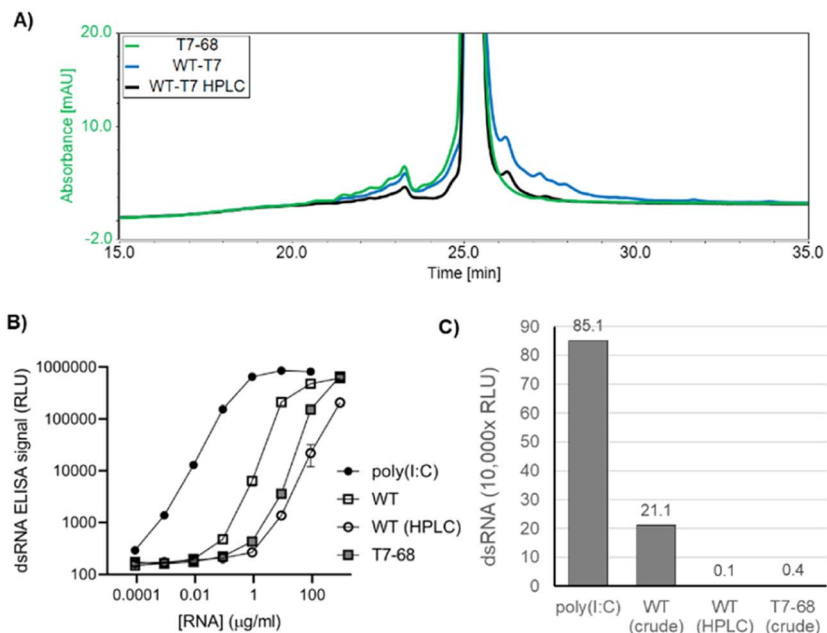 A)
20.0
T7-68
WT-T7
WT-T7 HPLC
Absorbance [mAU]
10.0
-2.0
15.0 20.0 25.0 30.0 35.0
Time [min]
B)
dsRNA ELISA signal (RLU)
1000000
100000
10000
1000
100
poly(I:C)
WT
WT (HPLC)
T7-68
0.0001 0.01 1 100
[RNA] (μg/ml)
C)
dsRNA (10,000x RLU)
90
80
70
60
50
40
30
20
10
0
85.1
21.1
0.1
0.4
poly(I:C) WT WT T7-68
(crude) (HPLC) (crude)